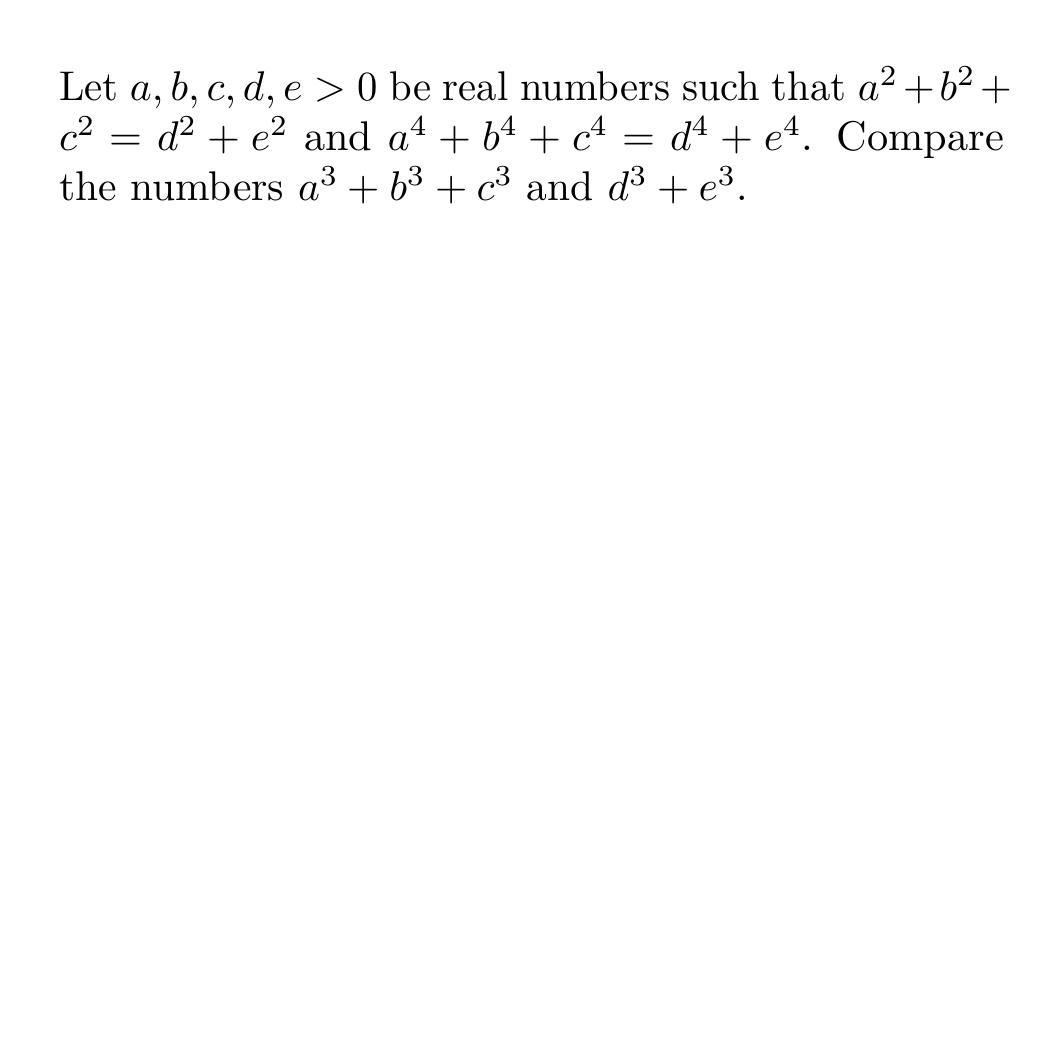 Let $a, b, c, d, e > 0$ be real numbers such that $a^2 + b^2 +$
$c^2 = d^2 + e^2$ and $a^4 + b^4 + c^4 = d^4 + e^4$. Compare
the numbers $a^3 + b^3 + c^3$ and $d^3 + e^3$.